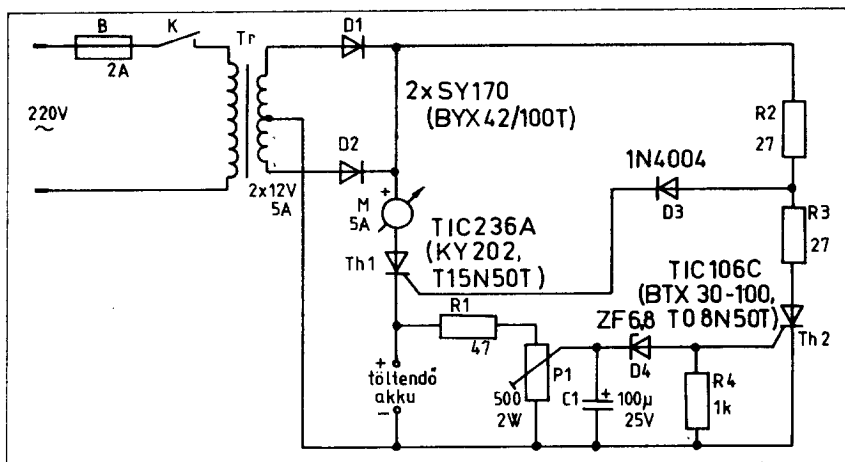 B
K
Tr
D1
2A
220V
~
2xSY170
(BYX42/100T)
R2
27
D2
1N4004
2x12V
5A
D3
+
M
5A
R3
27
TIC236A
(KY202,
T15N50T)
Th1
TIC106C
(BTX 30-100,
ZF6,8 T08N50T)
Th2
R1
47
D4
+
töltendő
akku
-
P1
500
2W
C1
+
100µ
25V
R4
1k